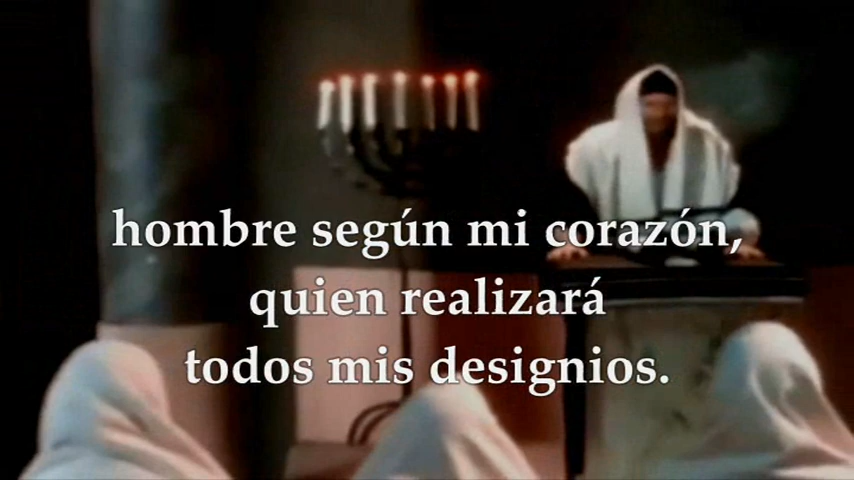 hombre según mi corazón,
quien realizará
todos mis designios.